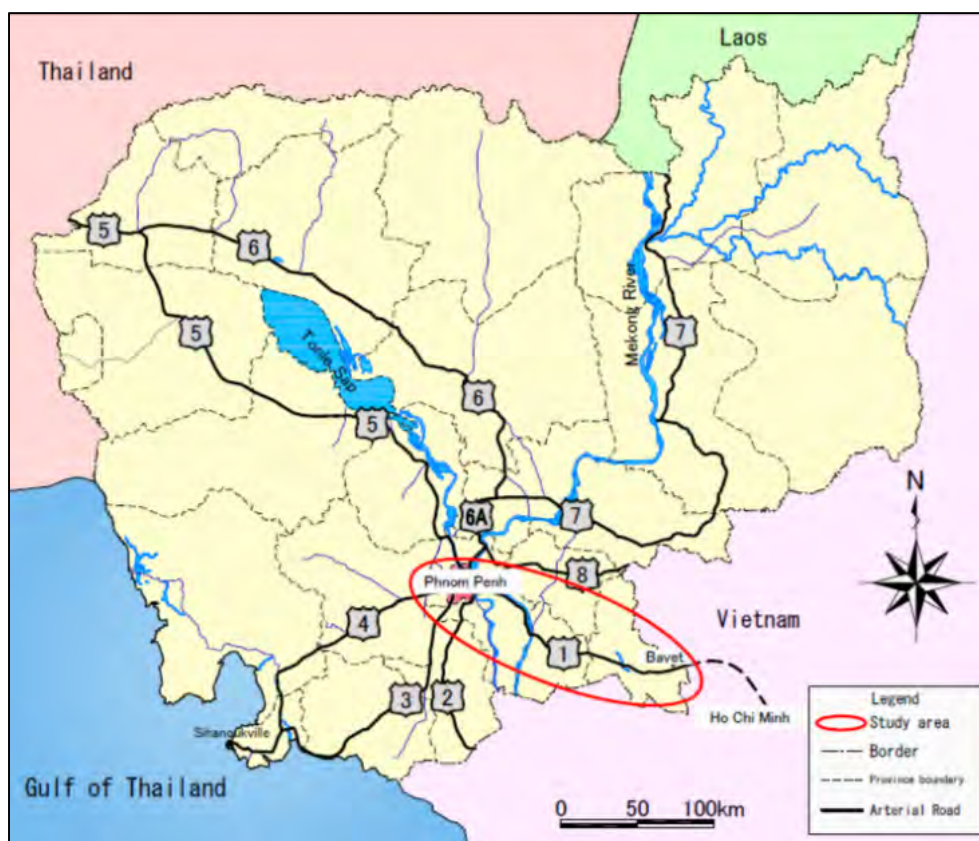 Laos
Thailand
5
6
5
Tonle Sap
Mekong River
7
6
5
6A
7
N
Phnom Penh
8
4
1
Vietnam
Bavet
3
2
Ho Chi Minh
Sihanoukville
Gulf of Thailand
0 50 100km
Legend
Study area
Border
Province boundary
Arterial Road